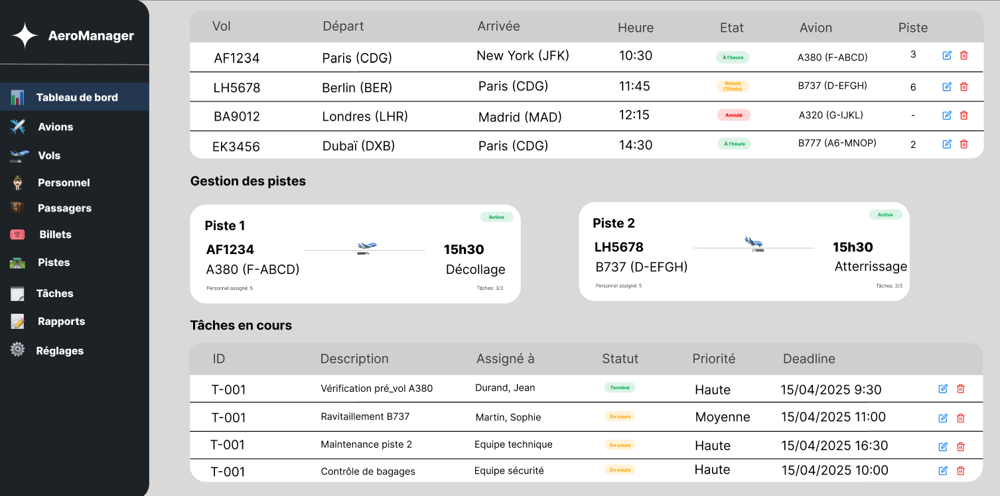 AeroManager
Tableau de bord
Avions
Vols
Personnel
Passagers
Billets
Pistes
Tâches
Rapports
Réglages
Vol Départ Arrivée Heure Etat Avion Piste
AF1234 Paris (CDG) New York (JFK) 10:30 À l'heure A380 (F-ABCD) 3
LH5678 Berlin (BER) Paris (CDG) 11:45 Retard (15min) B737 (D-EFGH) 6
BA9012 Londres (LHR) Madrid (MAD) 12:15 Annulé A320 (G-IJKL) -
EK3456 Dubaï (DXB) Paris (CDG) 14:30 À l'heure B777 (A6-MNOP) 2
Gestion des pistes
Piste 1 Active
AF1234 15h30
A380 (F-ABCD) Décollage
Personnel assigné: 5 Tâches: 3/3
Piste 2 Active
LH5678 15h30
B737 (D-EFGH) Atterrissage
Personnel assigné: 5 Tâches: 3/3
Tâches en cours
ID Description Assigné à Statut Priorité Deadline
T-001 Vérification pré_vol A380 Durand, Jean Terminé Haute 15/04/2025 9:30
T-001 Ravitaillement B737 Martin, Sophie En cours Moyenne 15/04/2025 11:00
T-001 Maintenance piste 2 Equipe technique En cours Haute 15/04/2025 16:30
T-001 Contrôle de bagages Equipe sécurité En cours Haute 15/04/2025 10:00